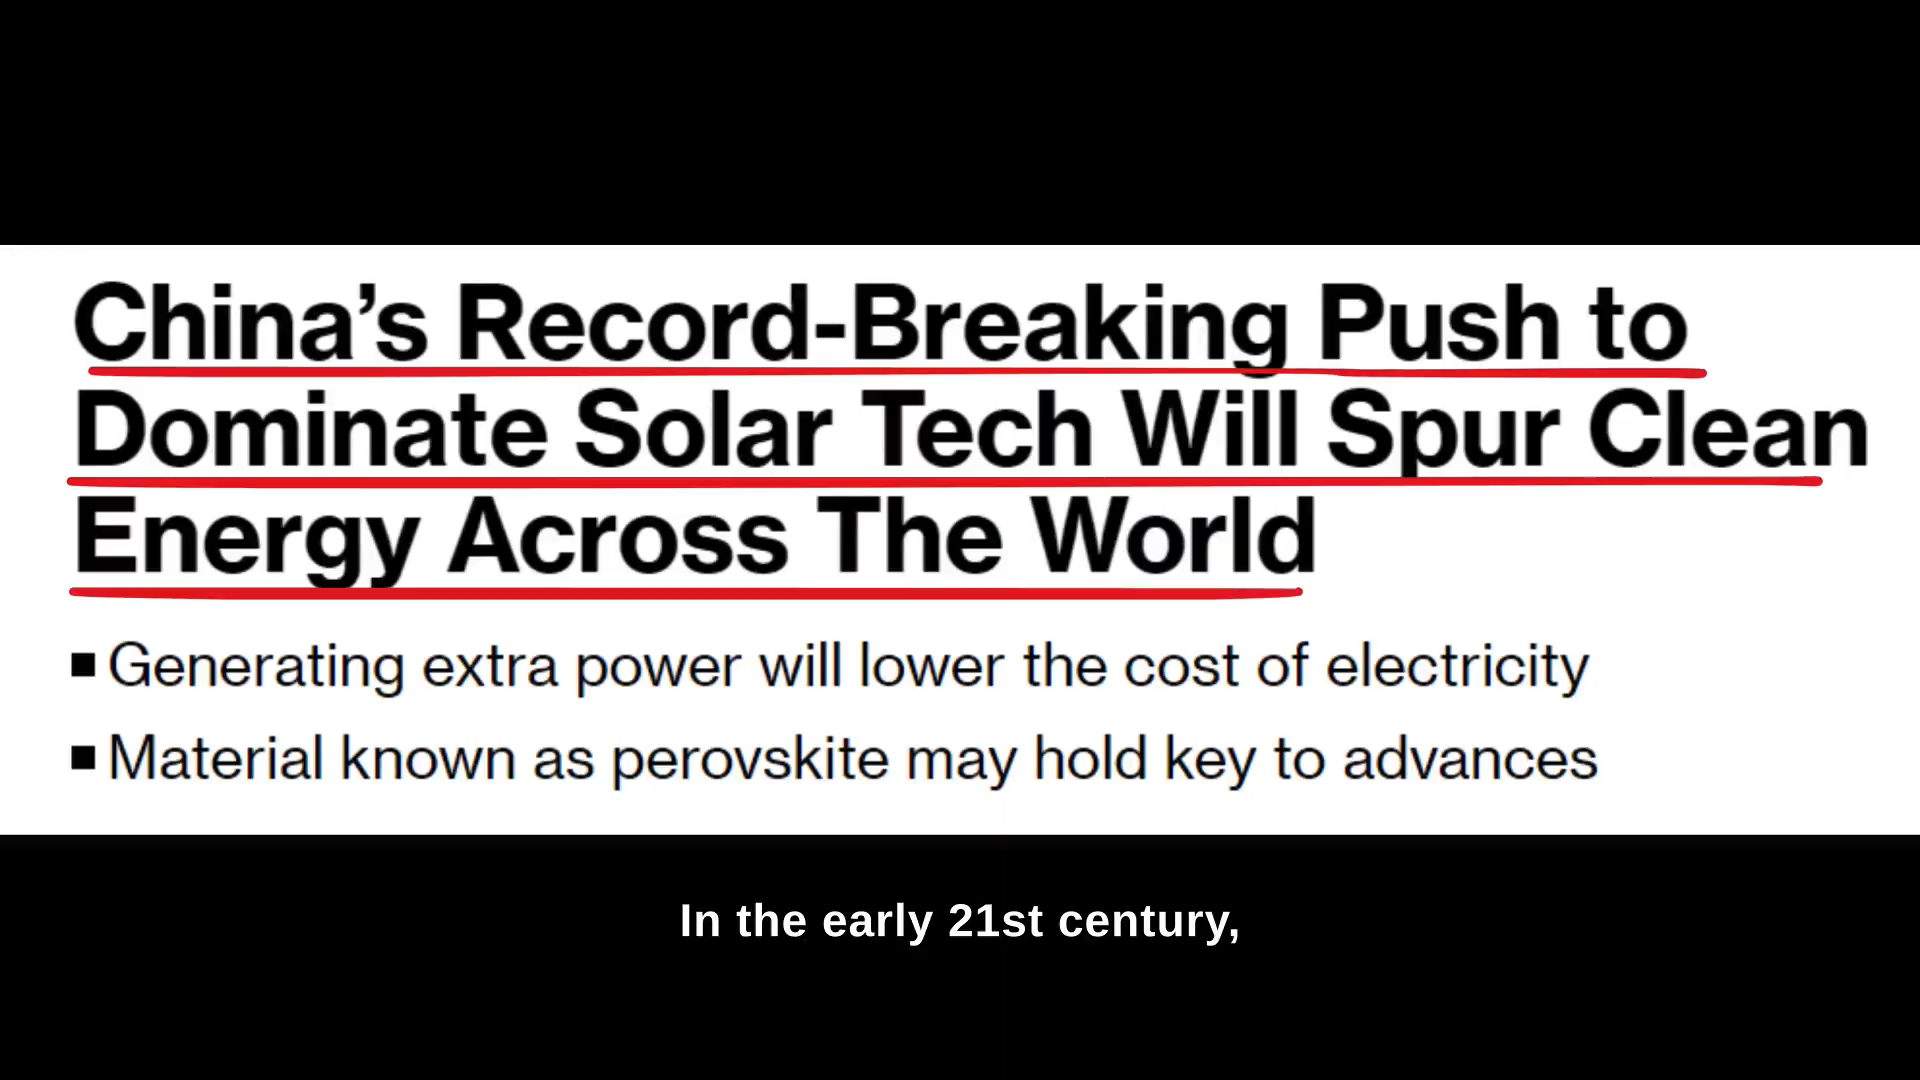 China’s Record-Breaking Push to
Dominate Solar Tech Will Spur Clean
Energy Across The World
■ Generating extra power will lower the cost of electricity
■ Material known as perovskite may hold key to advances
In the early 21st century,